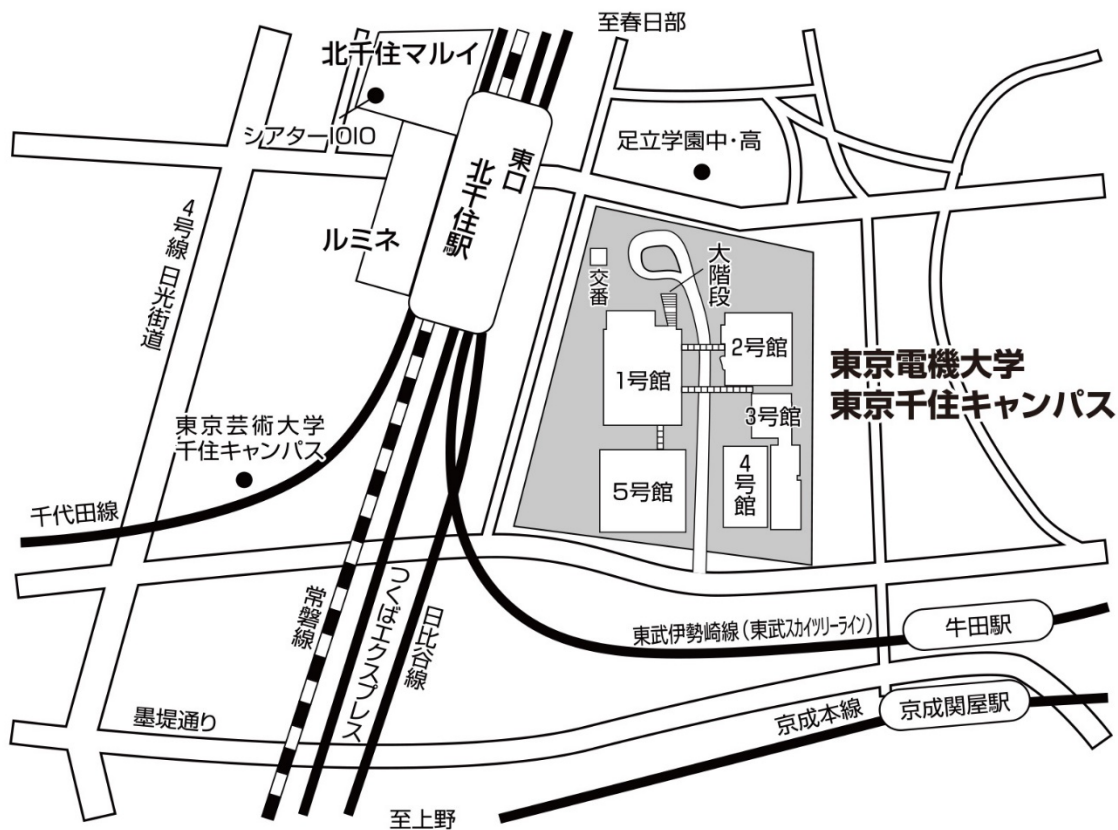 至春日部
北千住マルイ
シアター1010
足立学園中・高
東口
北千住駅
ルミネ
4号線 日光街道
交番
大階段
1号館
2号館
3号館
4号館
5号館
東京電機大学
東京千住キャンパス
東京芸術大学
千住キャンパス
千代田線
常磐線
つくばエクスプレス
日比谷線
東武伊勢崎線(東武スカイツリーライン)
牛田駅
墨堤通り
京成本線
京成関屋駅
至上野